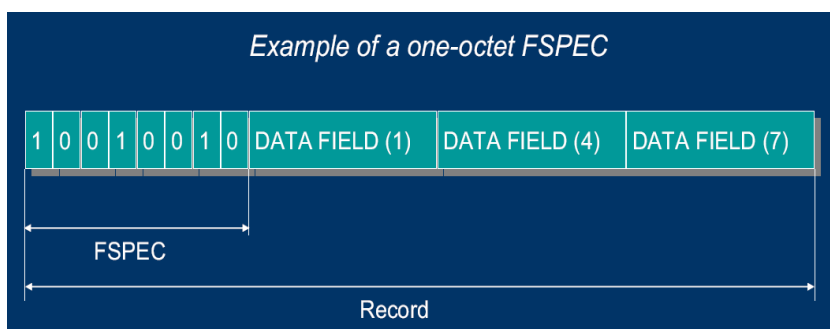 Example of a one-octet FSPEC
1 0 0 1 0 0 1 0 DATA FIELD (1) DATA FIELD (4) DATA FIELD (7)
FSPEC
Record